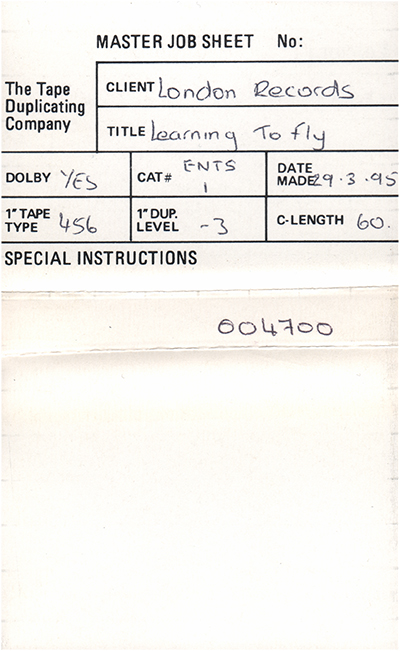 MASTER JOB SHEET No:
The Tape
Duplicating
Company
CLIENT London Records
TITLE Learning To fly
DOLBY YES
CAT# ENTS
1
DATE
MADE 29.3.95
1" TAPE
TYPE 456
1" DUP.
LEVEL -3
C-LENGTH 60.
SPECIAL INSTRUCTIONS
004700